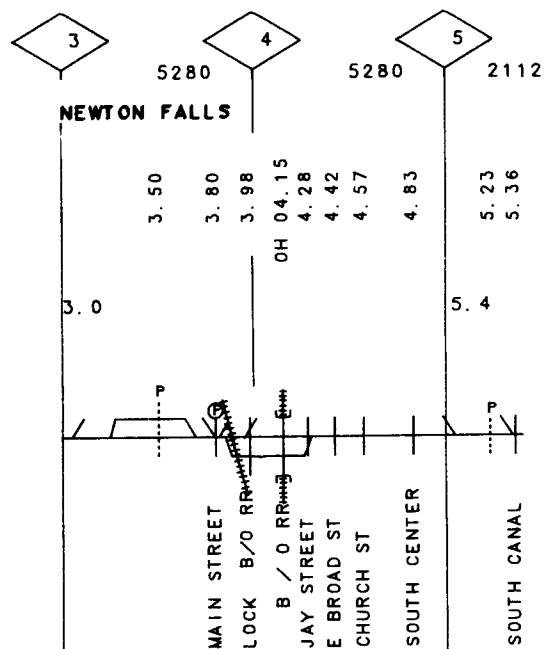 3
4
5
5280
5280
2112
NEWTON FALLS
3.50
3.80
3.98
OH 04.15
4.28
4.42
4.57
4.83
5.23
5.36
3.0
5.4
P
P
P
MAIN STREET
LOCK B/O RR
B / O RR
JAY STREET
E BROAD ST
CHURCH ST
SOUTH CENTER
SOUTH CANAL